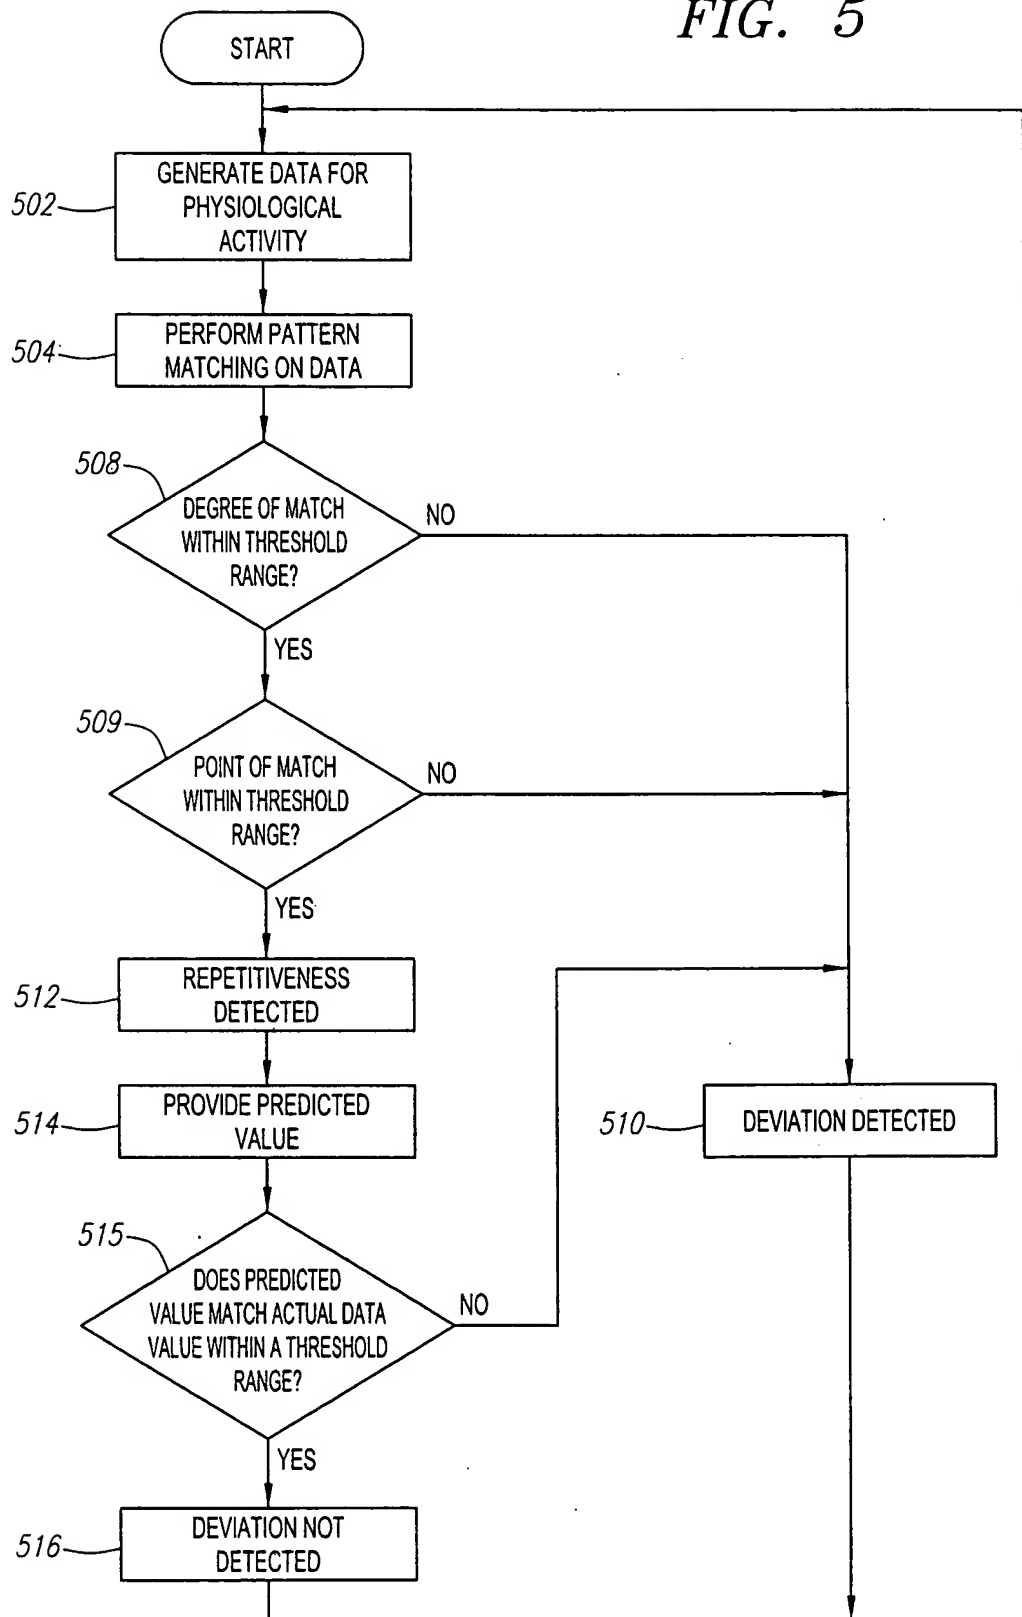 FIG. 5
START
502
GENERATE DATA FOR
PHYSIOLOGICAL
ACTIVITY
504
PERFORM PATTERN
MATCHING ON DATA
508
DEGREE OF MATCH
WITHIN THRESHOLD
RANGE?
NO
YES
509
POINT OF MATCH
WITHIN THRESHOLD
RANGE?
NO
YES
512
REPETITIVENESS
DETECTED
514
PROVIDE PREDICTED
VALUE
510
DEVIATION DETECTED
515
DOES PREDICTED
VALUE MATCH ACTUAL DATA
VALUE WITHIN A THRESHOLD
RANGE?
NO
YES
516
DEVIATION NOT
DETECTED